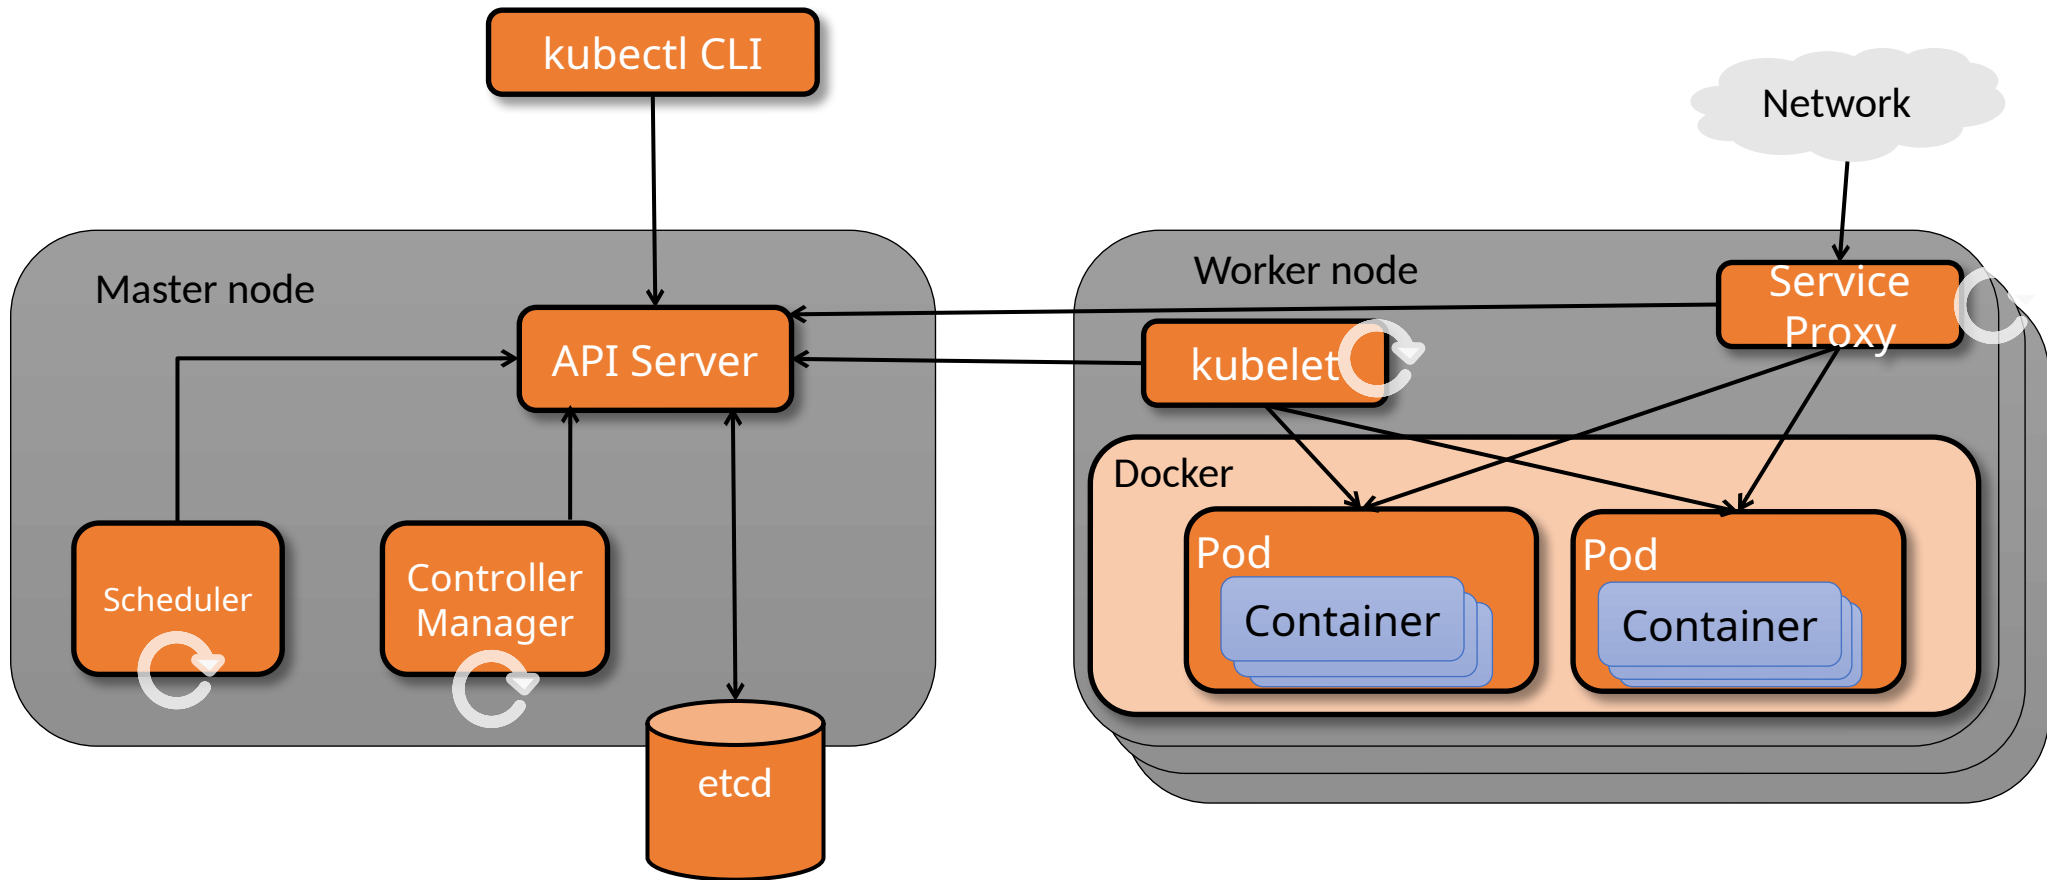 kubectl CLI
Network
Master node
Worker node
Service
Proxy
API Server
kubelet
Docker
Scheduler
Controller
Manager
Pod
Container
Pod
Container
etcd